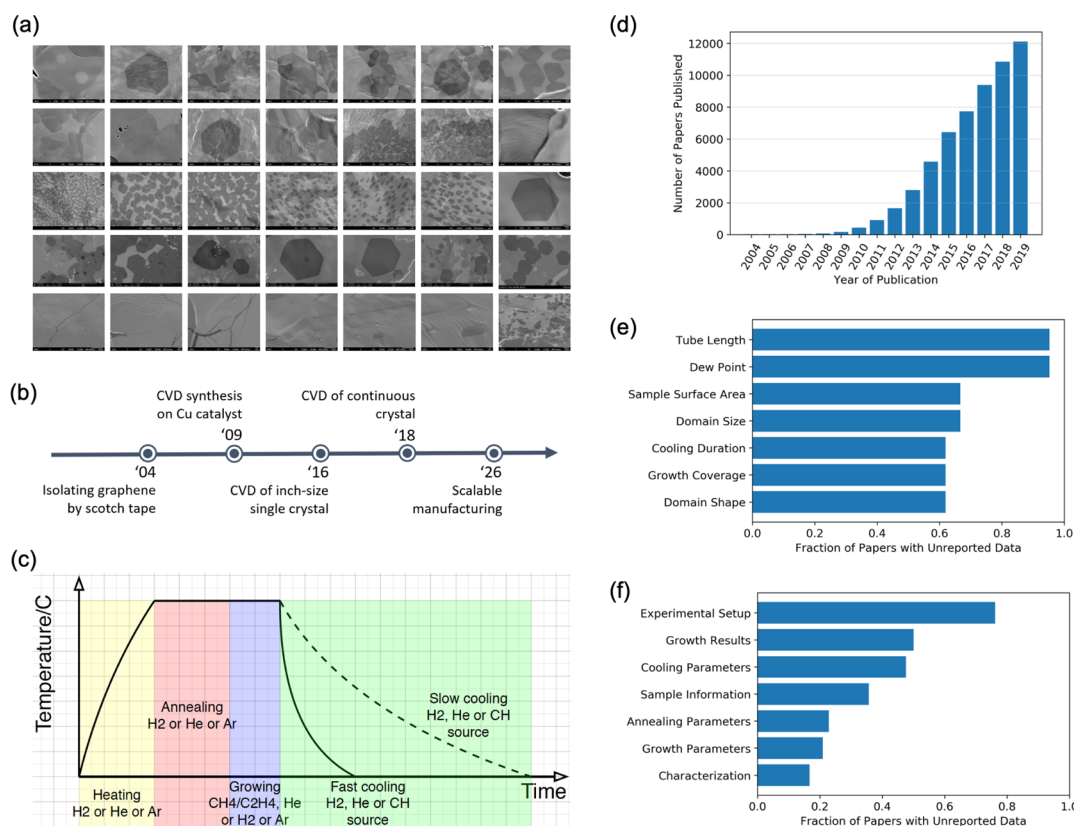 (a)
(b)
CVD synthesis
on Cu catalyst
CVD of continuous
crystal
‘09
‘18
‘04
‘16
‘26
Isolating graphene
by scotch tape
CVD of inch-size
single crystal
Scalable
manufacturing
(c)
Temperature/C
Annealing
H2 or He or Ar
Slow cooling
H2, He or CH
source
Time
Heating
H2 or He or Ar
Growing
CH4/C2H4, He
or H2 or Ar
Fast cooling
H2, He or CH
source
(d)
Number of Papers Published
12000
10000
8000
6000
4000
2000
0
2004
2005
2006
2007
2008
2009
2010
2011
2012
2013
2014
2015
2016
2017
2018
2019
Year of Publication
(e)
Tube Length
Dew Point
Sample Surface Area
Domain Size
Cooling Duration
Growth Coverage
Domain Shape
0.0 0.2 0.4 0.6 0.8 1.0
Fraction of Papers with Unreported Data
(f)
Experimental Setup
Growth Results
Cooling Parameters
Sample Information
Annealing Parameters
Growth Parameters
Characterization
0.0 0.2 0.4 0.6 0.8 1.0
Fraction of Papers with Unreported Data